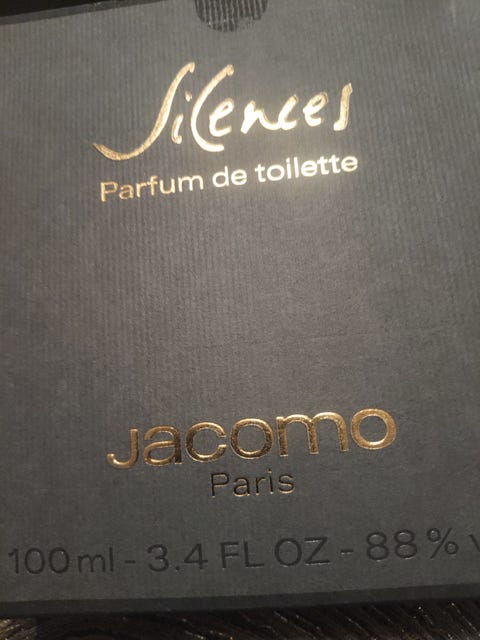 Silences
Parfum de toilette
Jacomo
Paris
100 ml - 3.4 FL OZ - 88% v